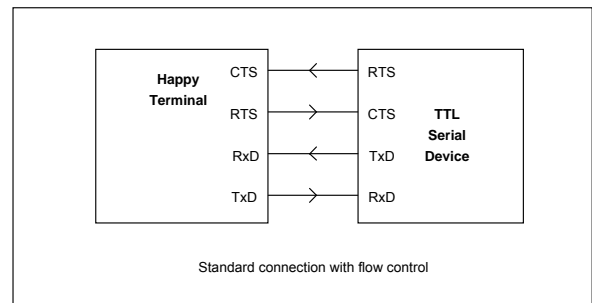 Happy
Terminal
CTS
RTS
RxD
TxD
RTS
CTS
TxD
RxD
TTL
Serial
Device
Standard connection with flow control